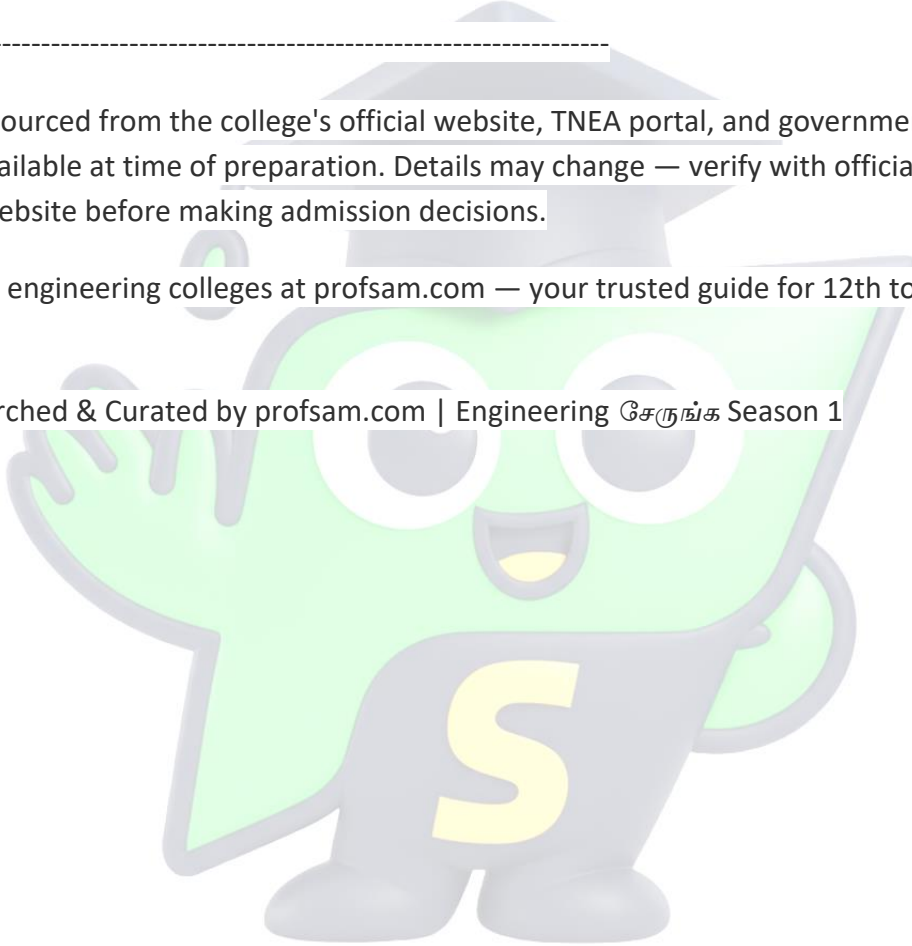 -----------------------------------------------------------------
ourced from the college's official website, TNEA portal, and governme
ailable at time of preparation. Details may change — verify with officia
ebsite before making admission decisions.
engineering colleges at profsam.com — your trusted guide for 12th to
rched & Curated by profsam.com | Engineering சேருங்க Season 1
S